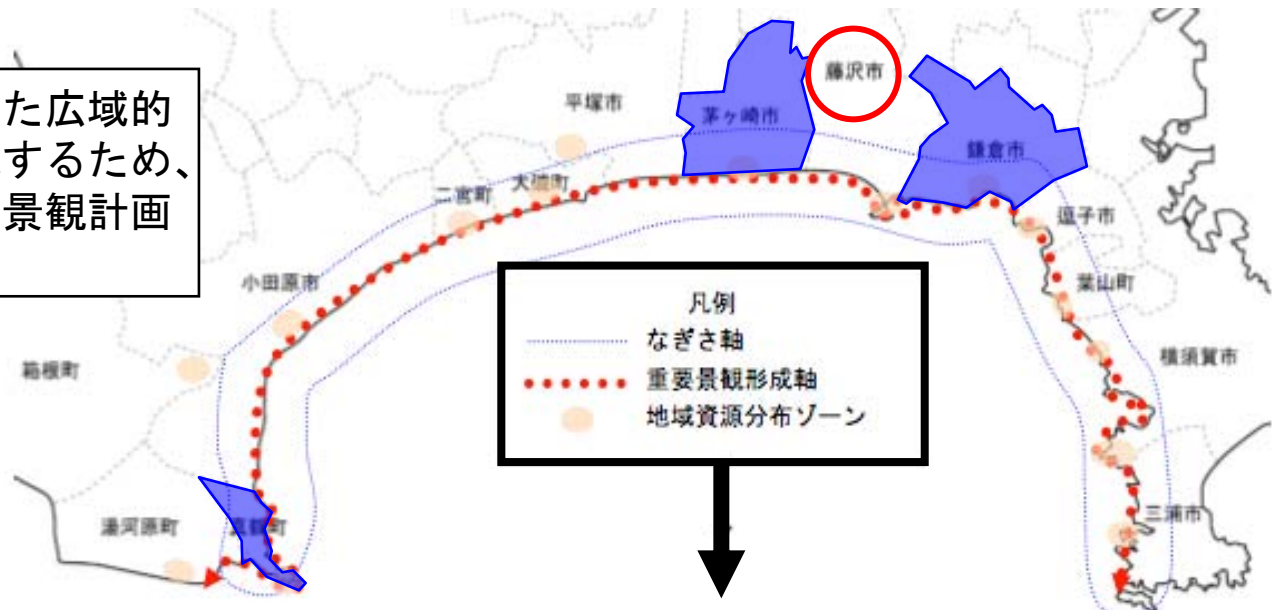 た広域的
するため、
景観計画
藤沢市
平塚市
茅ヶ崎市
鎌倉市
大磯町
二宮町
逗子市
小田原市
葉山町
箱根町
横須賀市
凡例
なぎさ軸
重要景観形成軸
地域資源分布ゾーン
湯河原町
真鶴町
三浦市